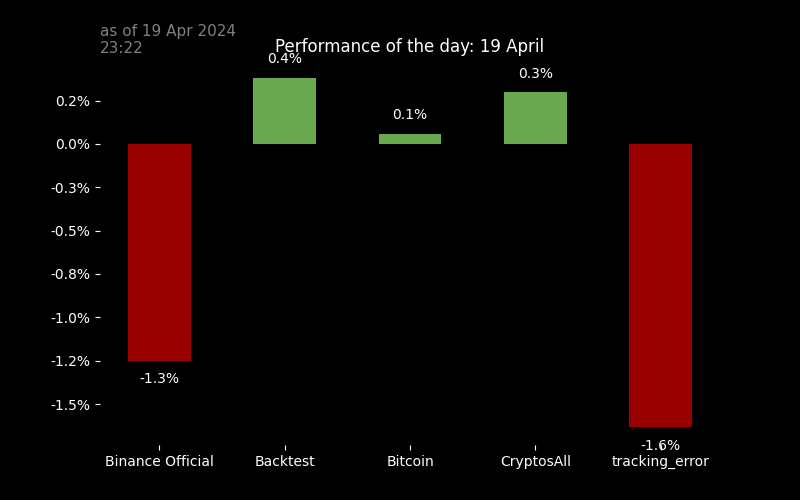 as of 19 Apr 2024
23:22
Performance of the day: 19 April
0.4%
0.3%
0.1%
0.2%
0.0%
-0.3%
-0.5%
-0.8%
-1.0%
-1.2%
-1.5%
-1.3%
-1.6%
Binance Official
Backtest
Bitcoin
CryptosAll
tracking_error